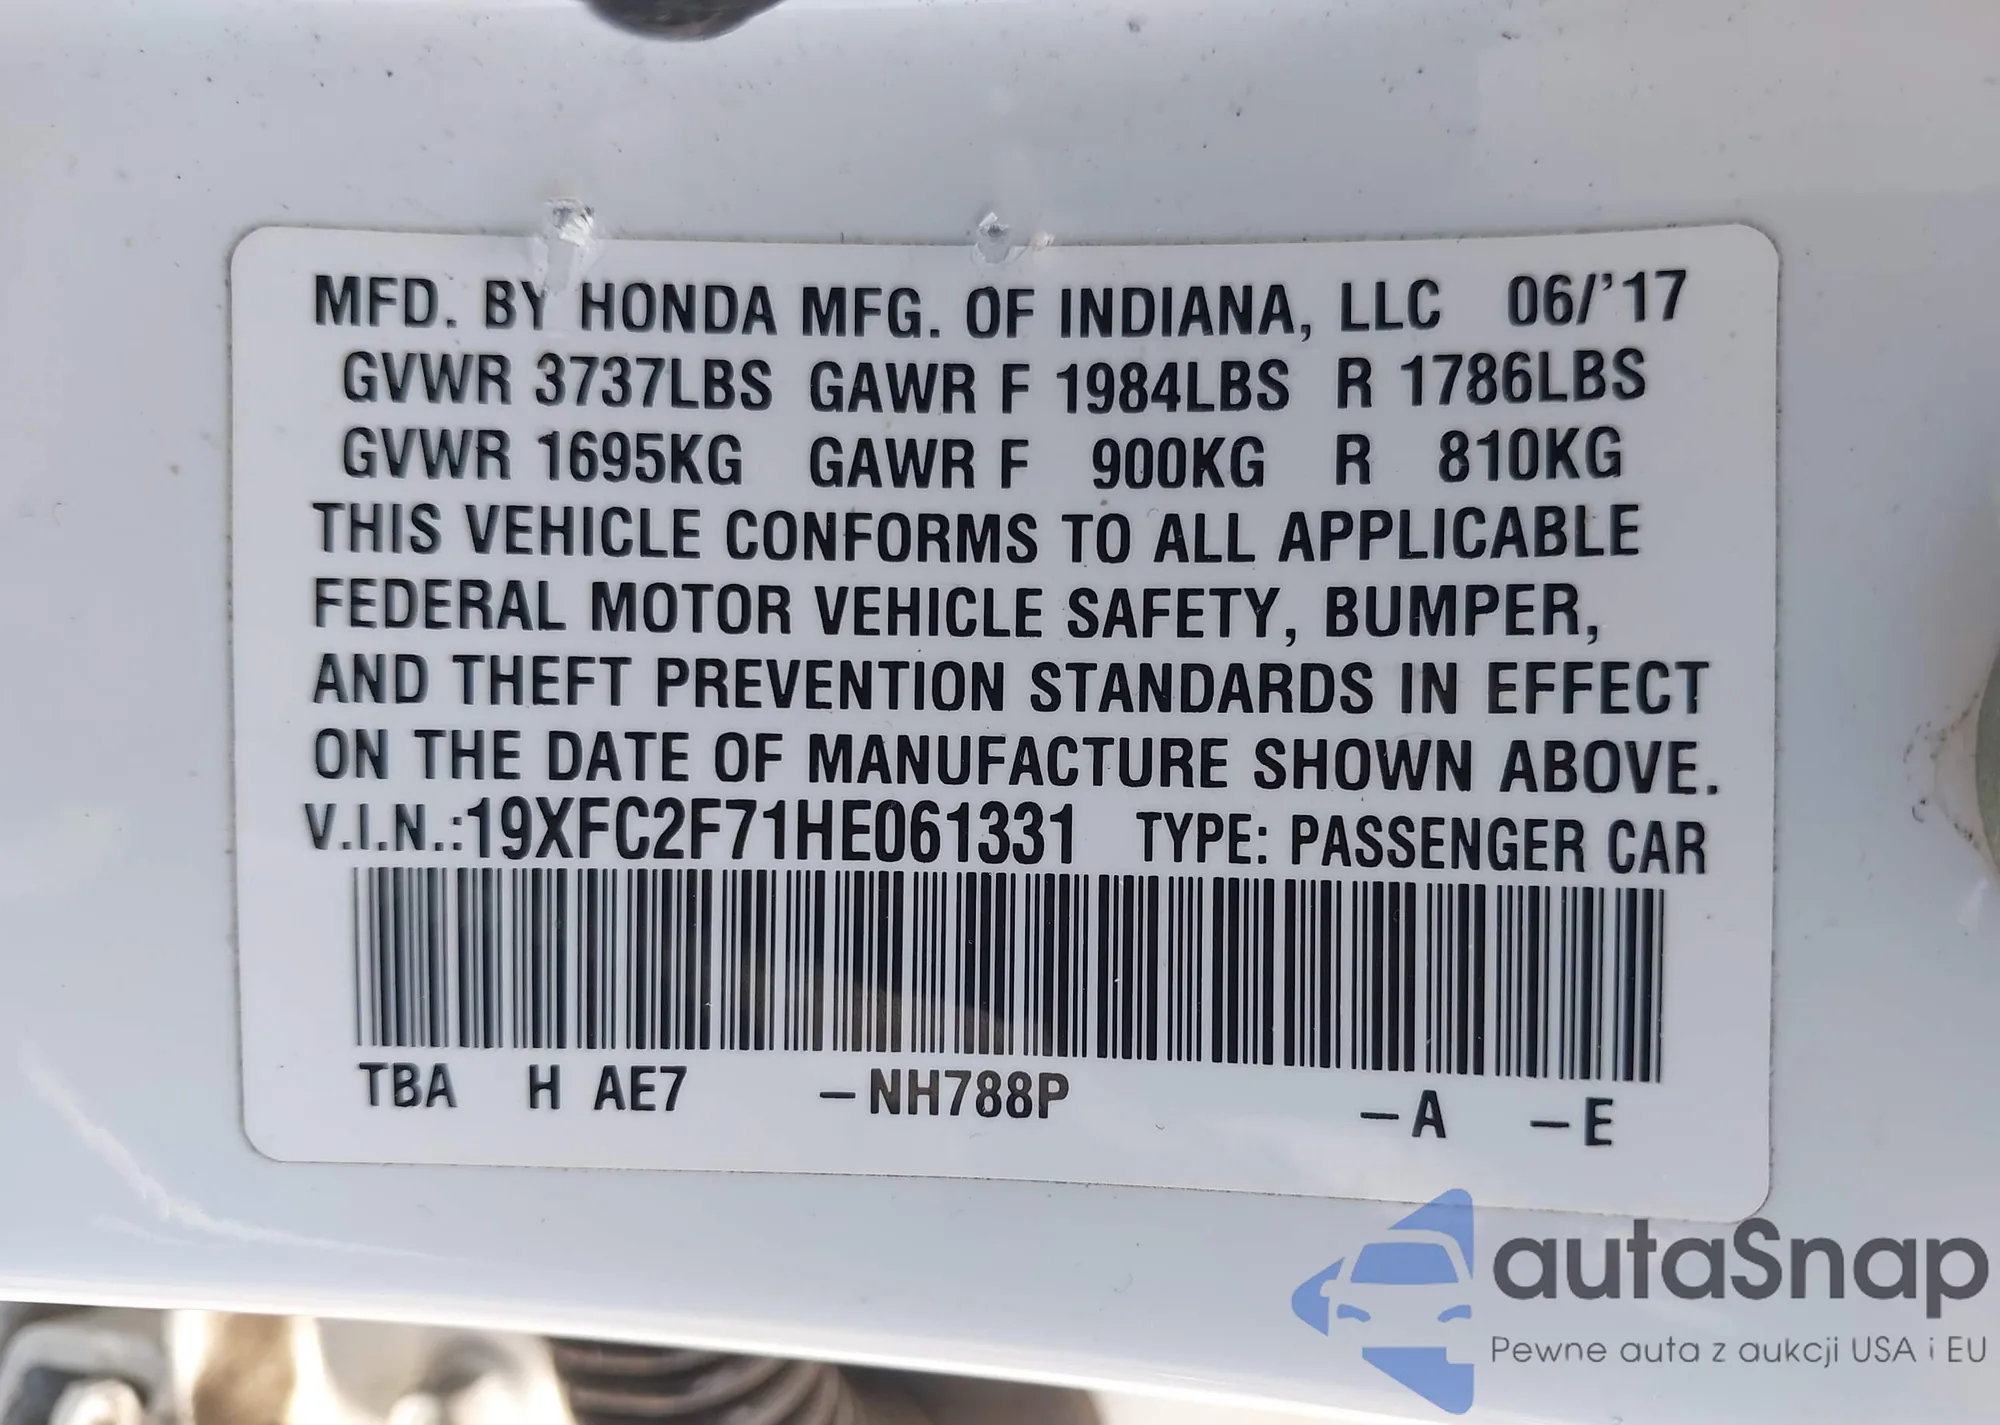 MFD. BY HONDA MFG. OF INDIANA, LLC 06/'17
GVWR 3737LBS GAWR F 1984LBS R 1786LBS
GVWR 1695KG GAWR F 900KG R 810KG
THIS VEHICLE CONFORMS TO ALL APPLICABLE
FEDERAL MOTOR VEHICLE SAFETY, BUMPER,
AND THEFT PREVENTION STANDARDS IN EFFECT
ON THE DATE OF MANUFACTURE SHOWN ABOVE.
V.I.N.:19XFC2F71HE061331 TYPE: PASSENGER CAR
TBA H AE7 –NH788P –A –E
autaSnap
Pewne auta z aukcji USA i EU